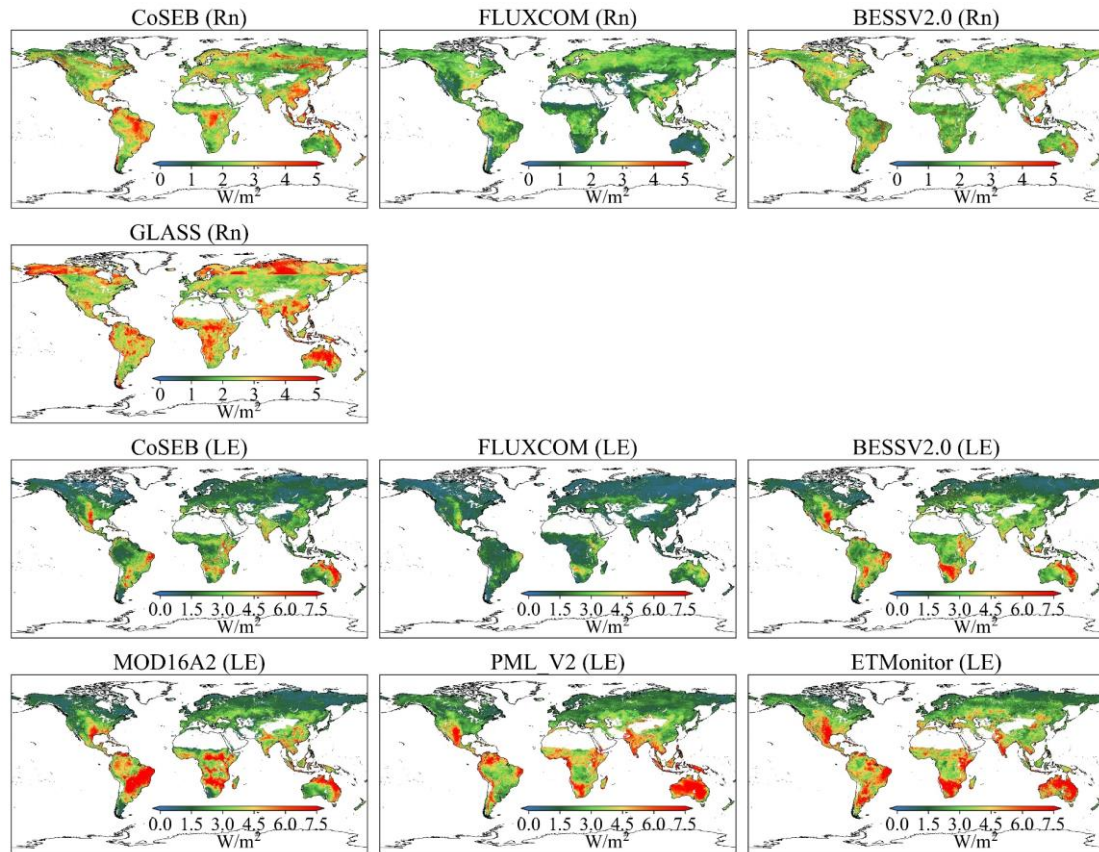 CoSEB (Rn)
FLUXCOM (Rn)
BESSV2.0 (Rn)
0 1 2 3 4 5
W/m²
0 1 2 3 4 5
W/m²
0 1 2 3 4 5
W/m²
GLASS (Rn)
0 1 2 3 4 5
W/m²
CoSEB (LE)
FLUXCOM (LE)
BESSV2.0 (LE)
0.0 1.5 3.0 4.5 6.0 7.5
W/m²
0.0 1.5 3.0 4.5 6.0 7.5
W/m²
0.0 1.5 3.0 4.5 6.0 7.5
W/m²
MOD16A2 (LE)
PML_V2 (LE)
ETMonitor (LE)
0.0 1.5 3.0 4.5 6.0 7.5
W/m²
0.0 1.5 3.0 4.5 6.0 7.5
W/m²
0.0 1.5 3.0 4.5 6.0 7.5
W/m²